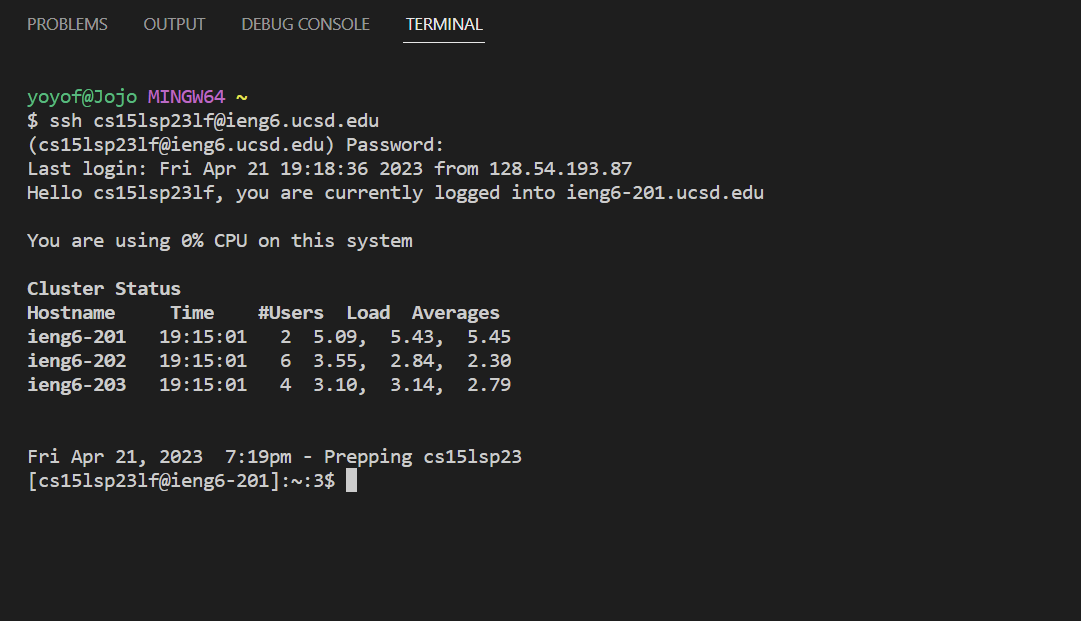 PROBLEMS OUTPUT DEBUG CONSOLE TERMINAL
yoyof@Jojo MINGW64 ~
$ ssh cs15lsp23lf@ieng6.ucsd.edu
(cs15lsp23lf@ieng6.ucsd.edu) Password:
Last login: Fri Apr 21 19:18:36 2023 from 128.54.193.87
Hello cs15lsp23lf, you are currently logged into ieng6-201.ucsd.edu
You are using 0% CPU on this system
Cluster Status
Hostname     Time    #Users  Load  Averages
ieng6-201   19:15:01   2  5.09,  5.43,  5.45
ieng6-202   19:15:01   6  3.55,  2.84,  2.30
ieng6-203   19:15:01   4  3.10,  3.14,  2.79
Fri Apr 21, 2023  7:19pm - Prepping cs15lsp23
[cs15lsp23lf@ieng6-201]:~:3$